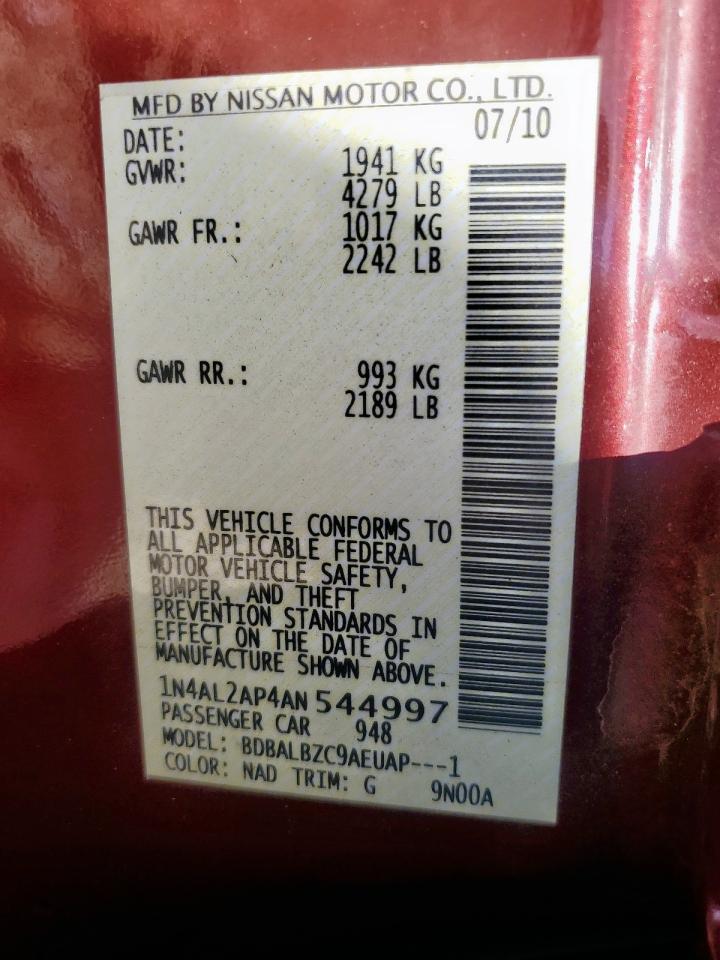 MFD BY NISSAN MOTOR CO., LTD.
DATE: 07/10
GVWR: 1941 KG
4279 LB
GAWR FR.: 1017 KG
2242 LB
GAWR RR.: 993 KG
2189 LB
THIS VEHICLE CONFORMS TO
ALL APPLICABLE FEDERAL
MOTOR VEHICLE SAFETY,
BUMPER, AND THEFT
PREVENTION STANDARDS IN
EFFECT ON THE DATE OF
MANUFACTURE SHOWN ABOVE.
1N4AL2AP4AN 544997
PASSENGER CAR 948
MODEL: BDBALBZC9AEUAP---1
COLOR: NAD TRIM: G 9N00A